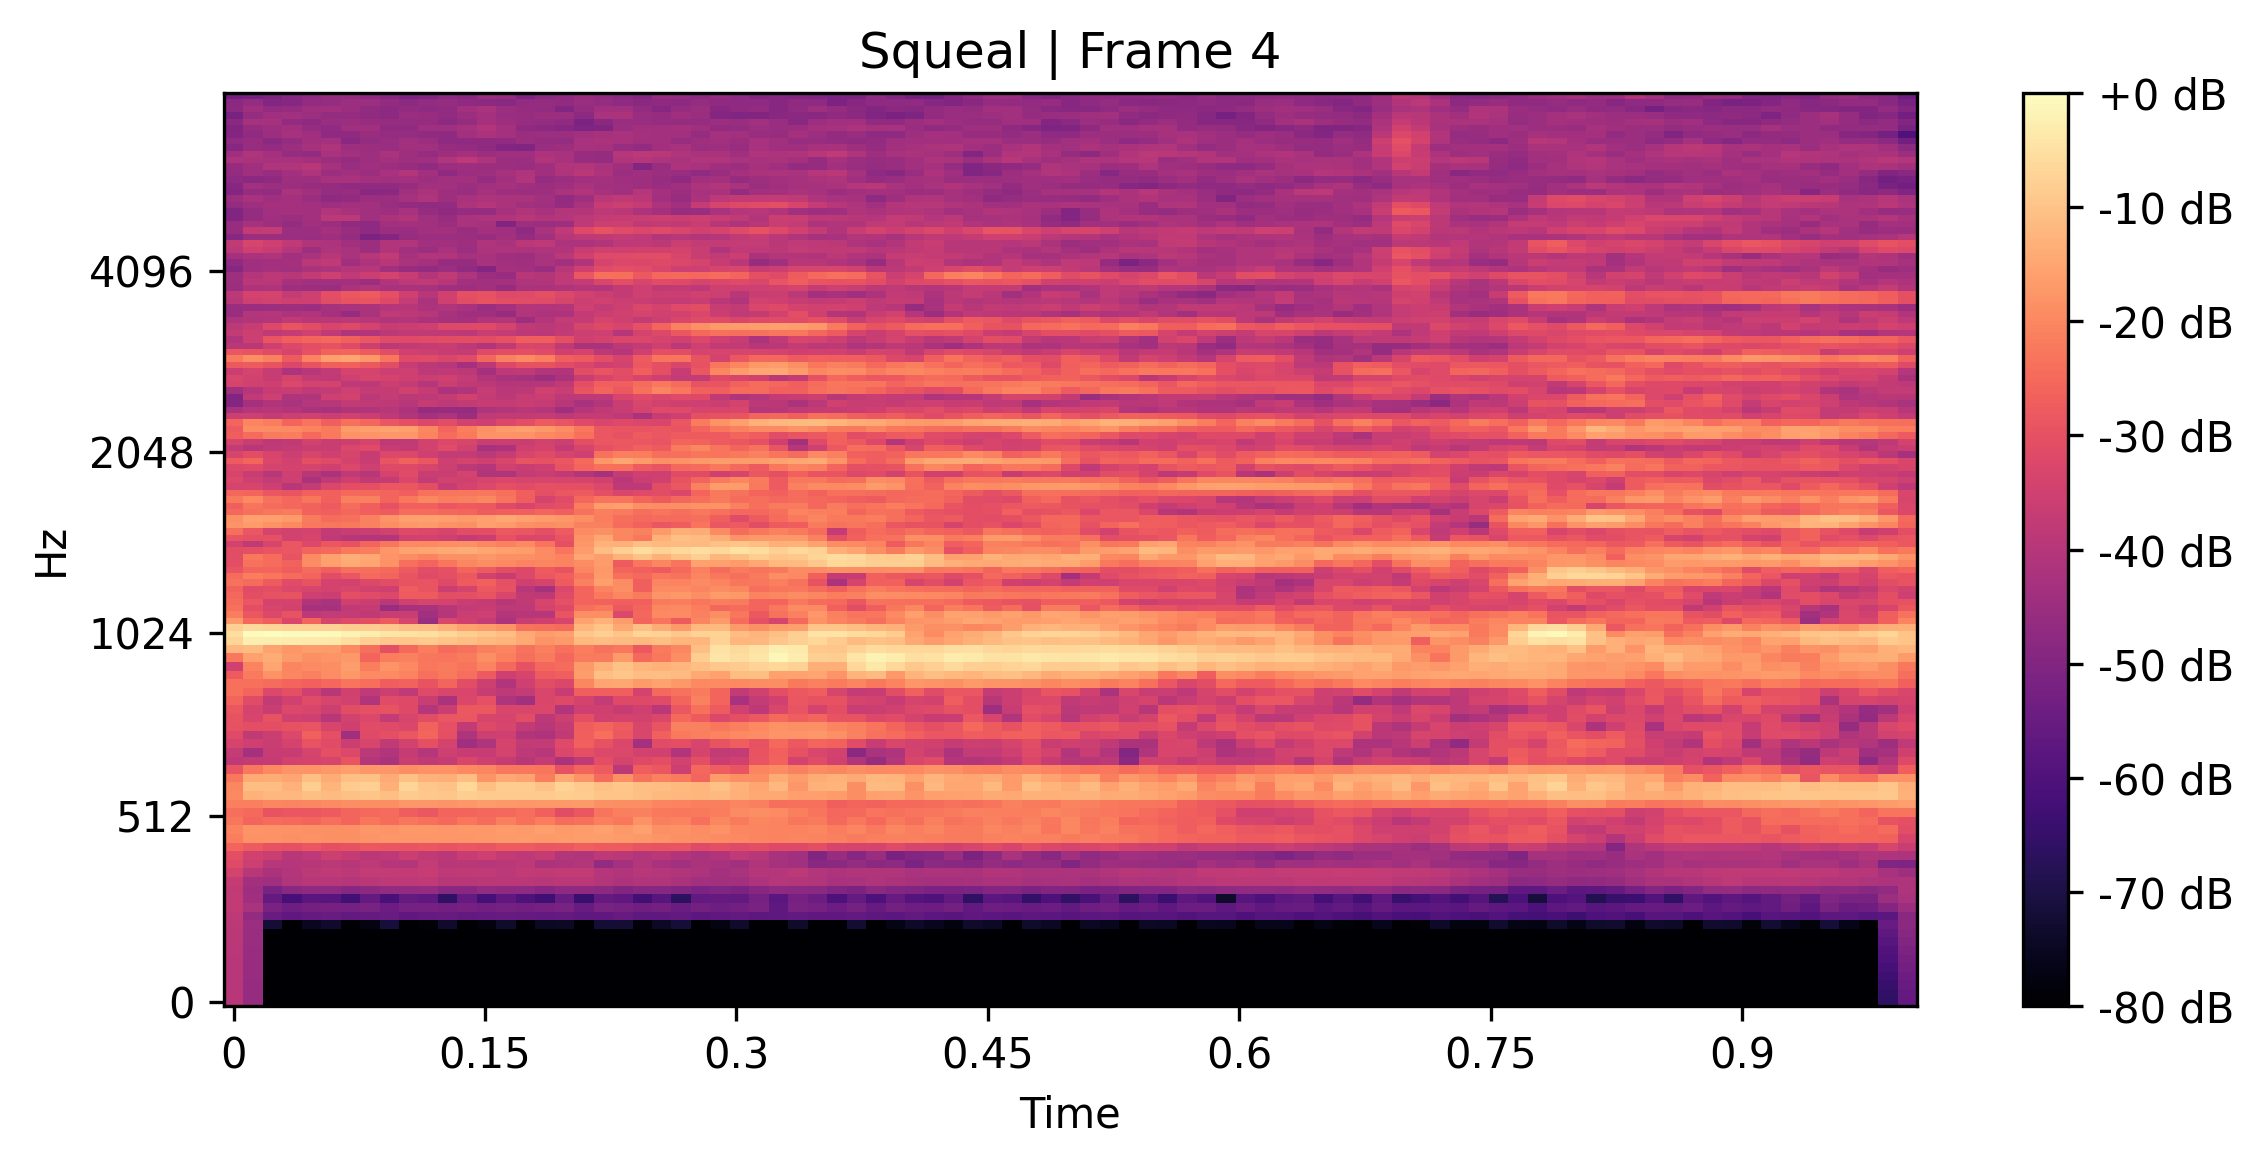 Squeal | Frame 4
+0 dB
-10 dB
-20 dB
-30 dB
-40 dB
-50 dB
-60 dB
-70 dB
-80 dB
Hz
4096
2048
1024
512
0
0 0.15 0.3 0.45 0.6 0.75 0.9
Time